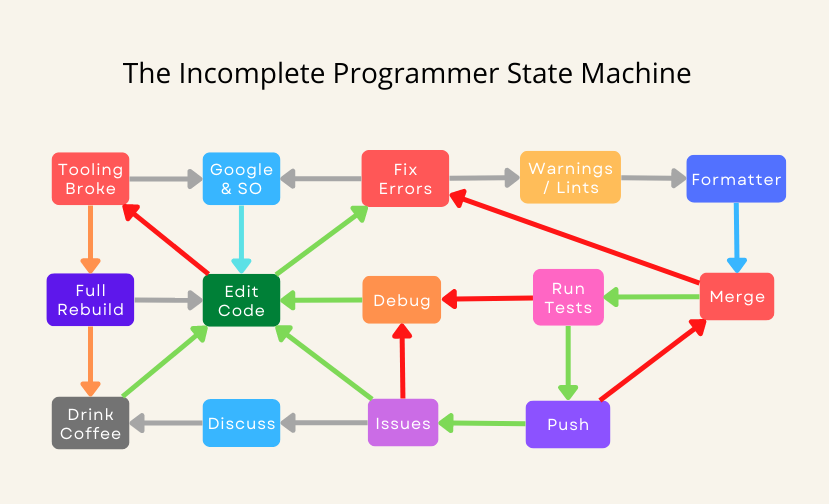 The Incomplete Programmer State Machine
Tooling
Broke
Google
& SO
Fix
Errors
Warnings
/ Lints
Formatter
Full
Rebuild
Edit
Code
Debug
Run
Tests
Merge
Drink
Coffee
Discuss
Issues
Push